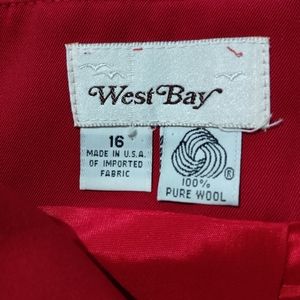 West Bay
16
MADE IN U.S.A.
OF IMPORTED
FABRIC
®
100%
PURE WOOL